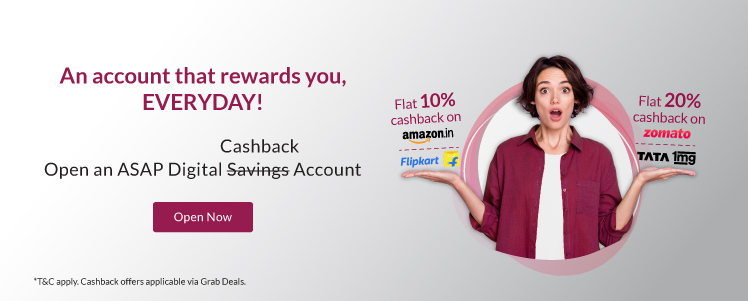 An account that rewards you,
EVERYDAY!
Cashback
Open an ASAP Digital Savings Account
Open Now
*T&C apply. Cashback offers applicable via Grab Deals.
Flat 10%
cashback on
amazon.in
Flipkart
Flat 20%
cashback on
zomato
TATA 1mg